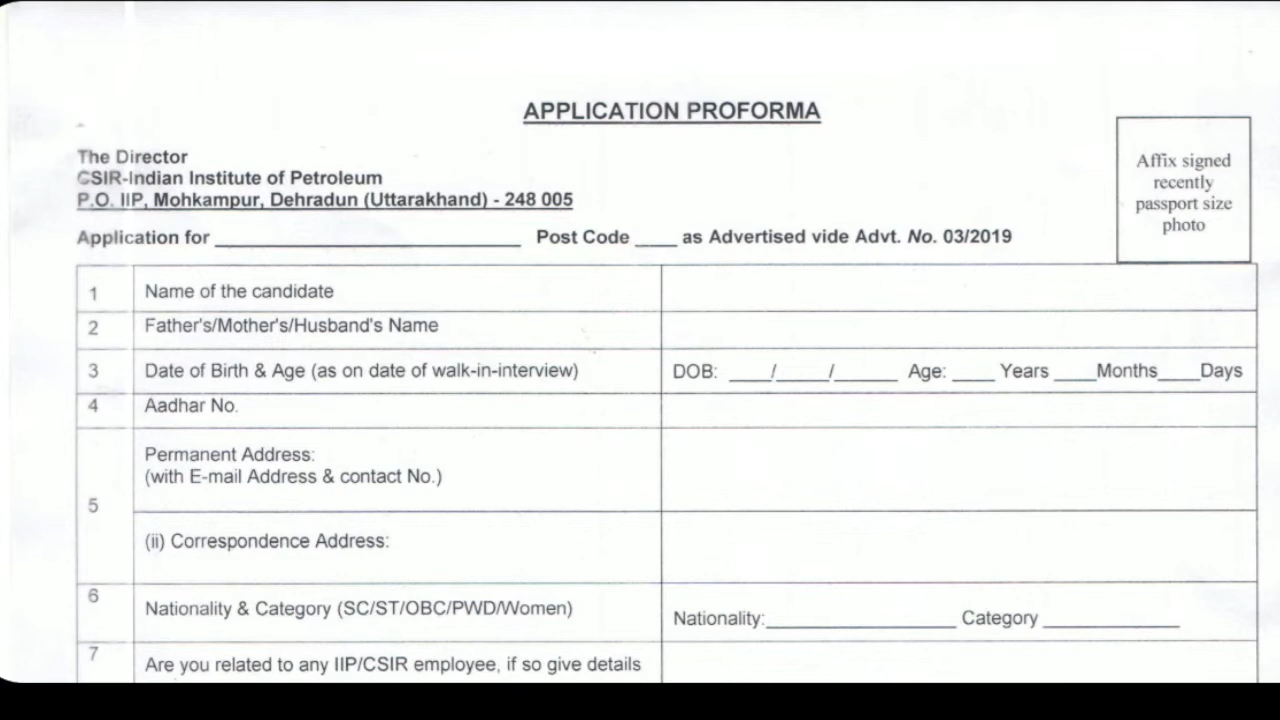 APPLICATION PROFORMA
The Director
CSIR-Indian Institute of Petroleum
P.O. IIP, Mohkampur, Dehradun (Uttarakhand) - 248 005
Affix signed
recently
passport size
photo
Application for ____________________ Post Code ____ as Advertised vide Advt. No. 03/2019
1 Name of the candidate
2 Father's/Mother's/Husband's Name
3 Date of Birth & Age (as on date of walk-in-interview) DOB: ____/_____/______ Age: ____ Years ____Months____Days
4 Aadhar No.
5 Permanent Address:
(with E-mail Address & contact No.)
(ii) Correspondence Address:
6 Nationality & Category (SC/ST/OBC/PWD/Women) Nationality:__________________ Category _____________
7 Are you related to any IIP/CSIR employee, if so give details